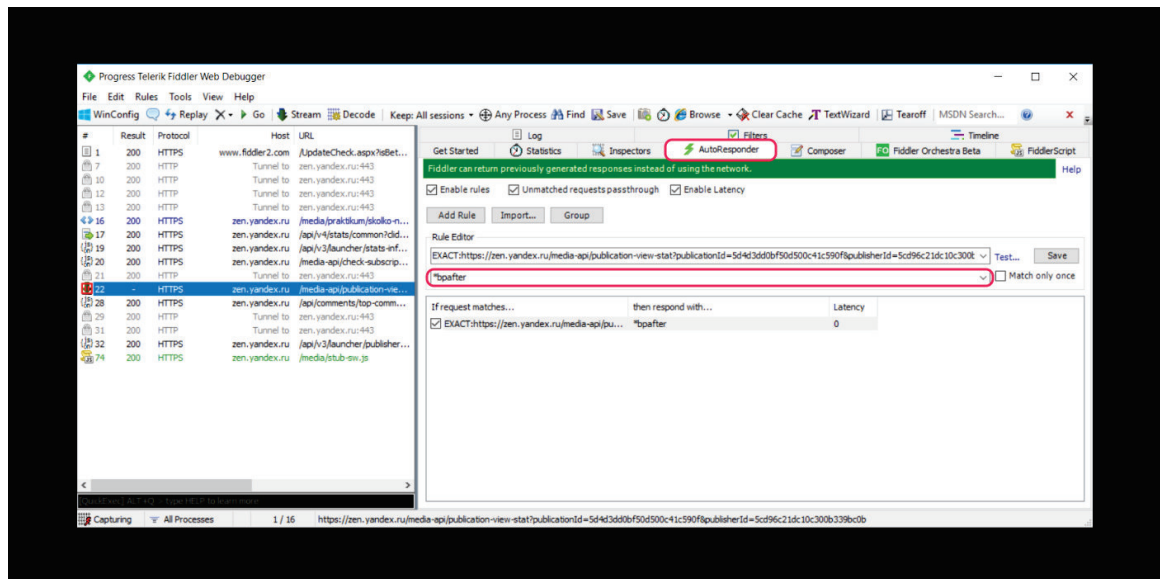 Progress Telerik Fiddler Web Debugger
File Edit Rules Tools View Help
WinConfig Replay X Go Stream Decode Keep: All sessions Any Process Find Save Browse Clear Cache TextWizard Tearoff MSDN Search...
# Result Protocol Host URL
1 200 HTTPS www.fiddler2.com /UpdateCheck.aspx?isBet...
7 200 HTTP Tunnel to zen.yandex.ru:443
10 200 HTTP Tunnel to zen.yandex.ru:443
12 200 HTTP Tunnel to zen.yandex.ru:443
13 200 HTTP Tunnel to zen.yandex.ru:443
16 200 HTTPS zen.yandex.ru /media/praktikum/skolko-n...
17 200 HTTPS zen.yandex.ru /api/v4/stats/common?clid...
19 200 HTTPS zen.yandex.ru /api/v3/launcher/stats-inf...
20 200 HTTPS zen.yandex.ru /media-api/check-subscrip...
21 200 HTTP Tunnel to zen.yandex.ru:443
22 - HTTPS zen.yandex.ru /media-api/publication-vie...
28 200 HTTPS zen.yandex.ru /api/comments/top-comm...
29 200 HTTP Tunnel to zen.yandex.ru:443
31 200 HTTP Tunnel to zen.yandex.ru:443
32 200 HTTPS zen.yandex.ru /api/v3/launcher/publisher...
74 200 HTTPS zen.yandex.ru /media/stub-sw.js
Log Filters Timeline
Get Started Statistics Inspectors AutoResponder Composer FO Fiddler Orchestra Beta FiddlerScript
Fiddler can return previously generated responses instead of using the network. Help
Enable rules Unmatched requests passthrough Enable Latency
Add Rule Import... Group
Rule Editor
EXACT:https://zen.yandex.ru/media-api/publication-view-stat?publicationId=5d4d3dd0bf50d500c41c590f&publisherId=5cd96c21dc10c300b Test... Save
*bpafter Match only once
If request matches... then respond with... Latency
EXACT:https://zen.yandex.ru/media-api/pu... *bpafter 0
[QuickExec] ALT+Q > type HELP to learn more
Capturing All Processes 1 / 16 https://zen.yandex.ru/media-api/publication-view-stat?publicationId=5d4d3dd0bf50d500c41c590f&publisherId=5cd96c21dc10c300b339bc0b